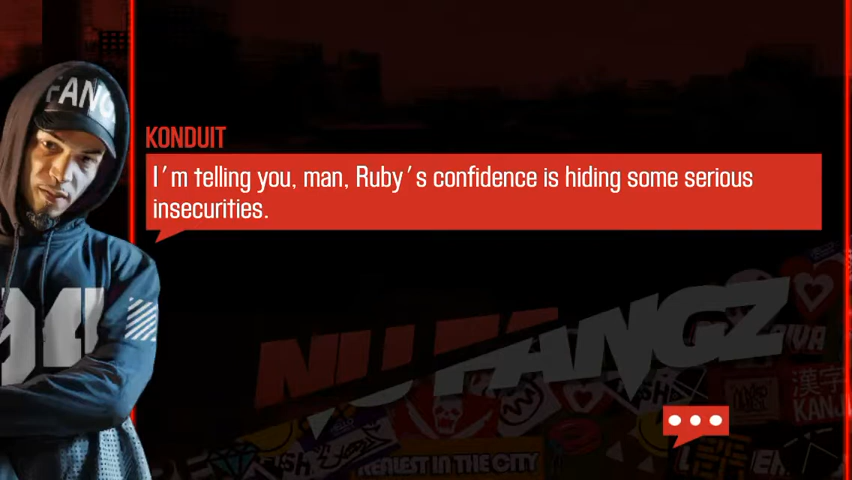 FANG
KONDUIT
I'm telling you, man, Ruby's confidence is hiding some serious
insecurities.
NU FANGZ
漢字
KANJ
REALEST IN THE CITY